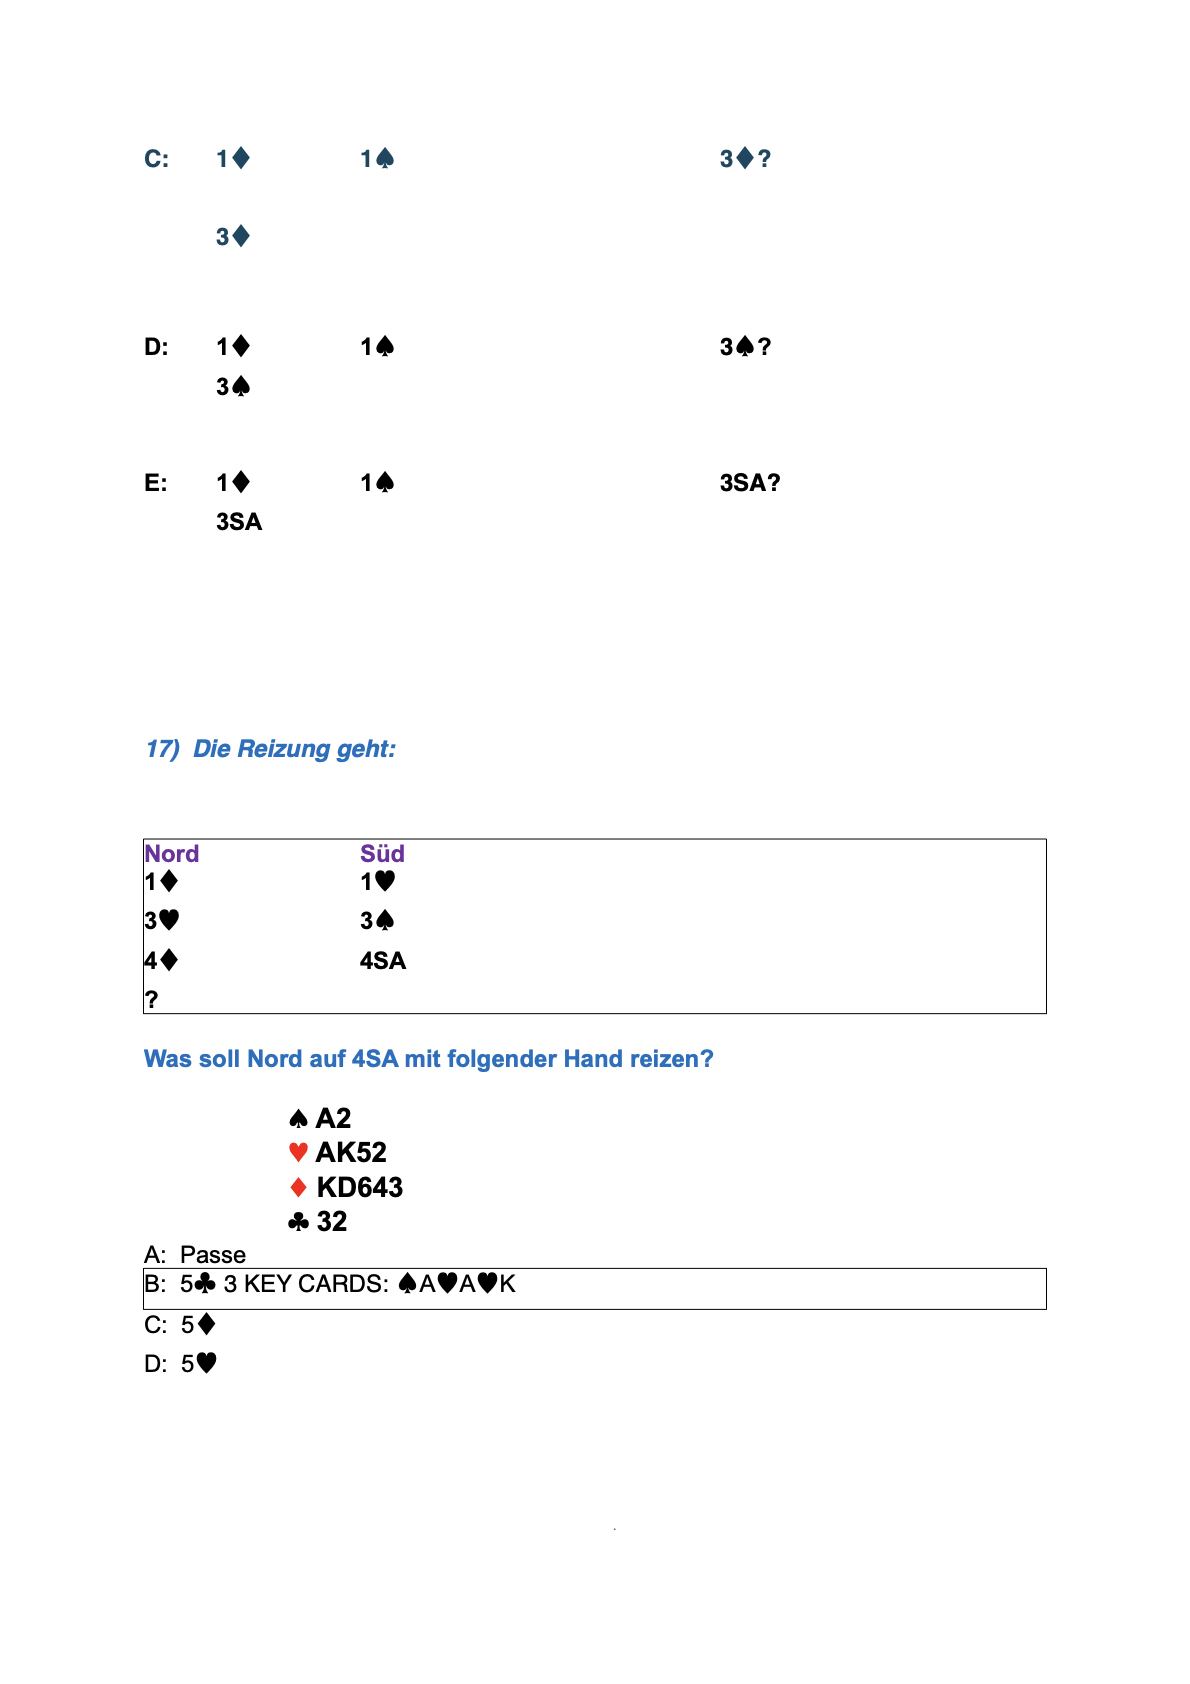 C: 1♦ 1♠ 3♦?
3♦
D: 1♦ 1♠ 3♠?
3♠
E: 1♦ 1♠ 3SA?
3SA
17) Die Reizung geht:
Nord Süd
1♦ 1♥
3♥ 3♠
4♦ 4SA
?
Was soll Nord auf 4SA mit folgender Hand reizen?
♠ A2
♥ AK52
♦ KD643
♣ 32
A: Passe
B: 5♣ 3 KEY CARDS: ♠A♥A♥K
C: 5♦
D: 5♥
.